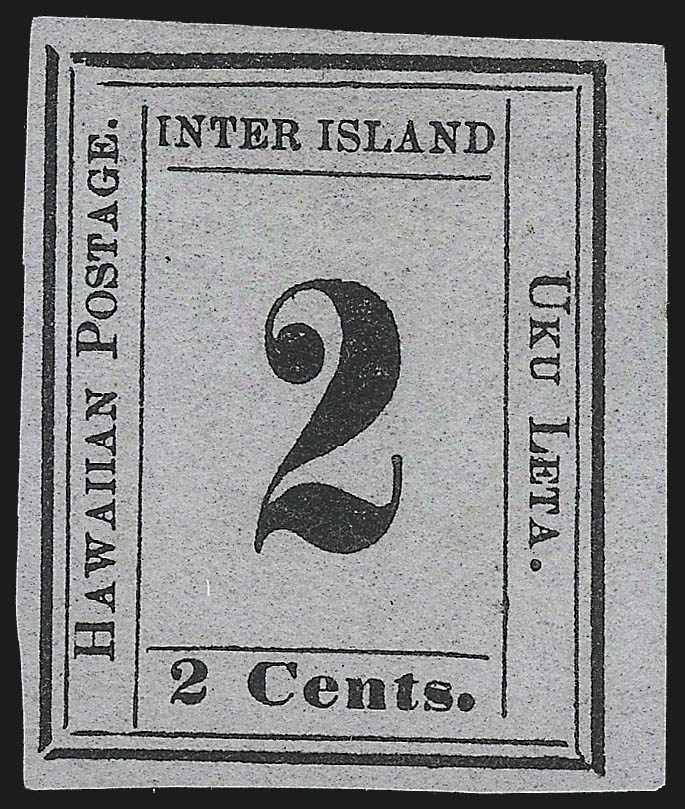 INTER ISLAND
HAWAIIAN POSTAGE.
2
UKU LETA.
2 Cents.